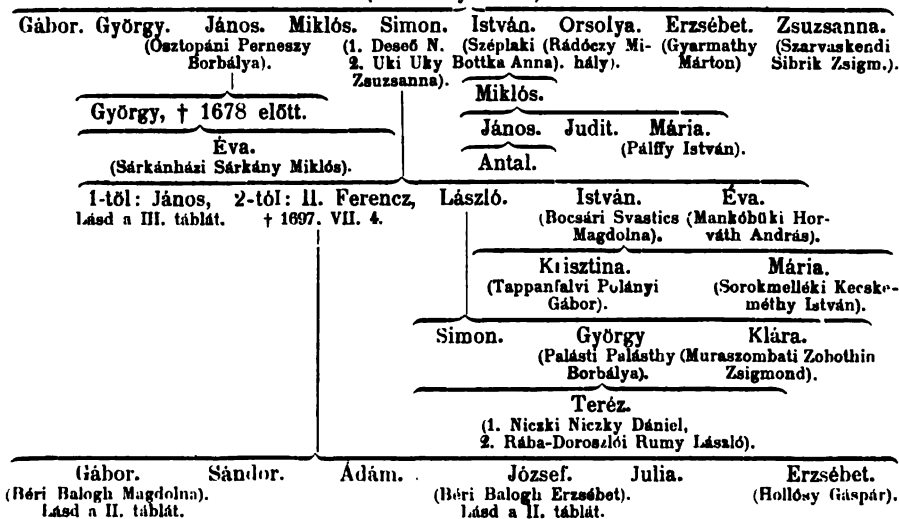 Gábor. György. János. Miklós. Simon. István. Orsolya. Erzsébet. Zsuzsanna.
(Osztopáni Perneszy (1. Deseő N. (Széplaki (Rádóczy Mi- (Gyarmathy (Szarvaskendi
Borbálya). 2. Uki Uky Bottka Anna). hály). Márton) Sibrik Zsigm.).
Zsuzsanna).
Miklós.
György, † 1678 előtt.
János. Judit. Mária.
Éva. (Pálffy István).
(Sárkánházi Sárkány Miklós). Antal.
1-től: János, 2-tól: II. Ferencz, László. István. Éva.
Lásd a III. táblát. † 1697. VII. 4. (Bocsári Svastics (Mankóbüki Hor-
Magdolna). váth András).
Krisztina. Mária.
(Tappanfalvi Polányi (Sorokmelléki Kecske-
Gábor). méthy István).
Simon. György Klára.
(Palásti Palásthy (Muraszombati Zohothin
Borbálya). Zsigmond).
Teréz.
(1. Niczki Niczky Dániel,
2. Rába-Doroszlói Rumy László).
Gábor. Sándor. Ádám. József. Julia. Erzsébet.
(Béri Balogh Magdolna). (Béri Balogh Erzsébet). (Hollósy Gáspár).
Lásd a II. táblát. Lásd a II. táblát.